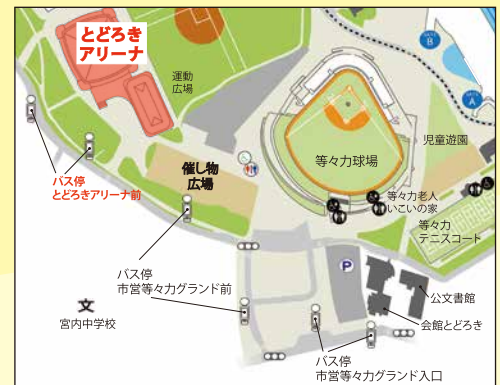 とどろき
アリーナ
運動
広場
B
A
児童遊園
等々力球場
催し物
広場
バス停
とどろきアリーナ前
等々力老人
いこいの家
等々力
テニスコート
バス停
市営等々力グランド前
P
文
宮内中学校
公文書館
会館とどろき
バス停
市営等々力グランド入口